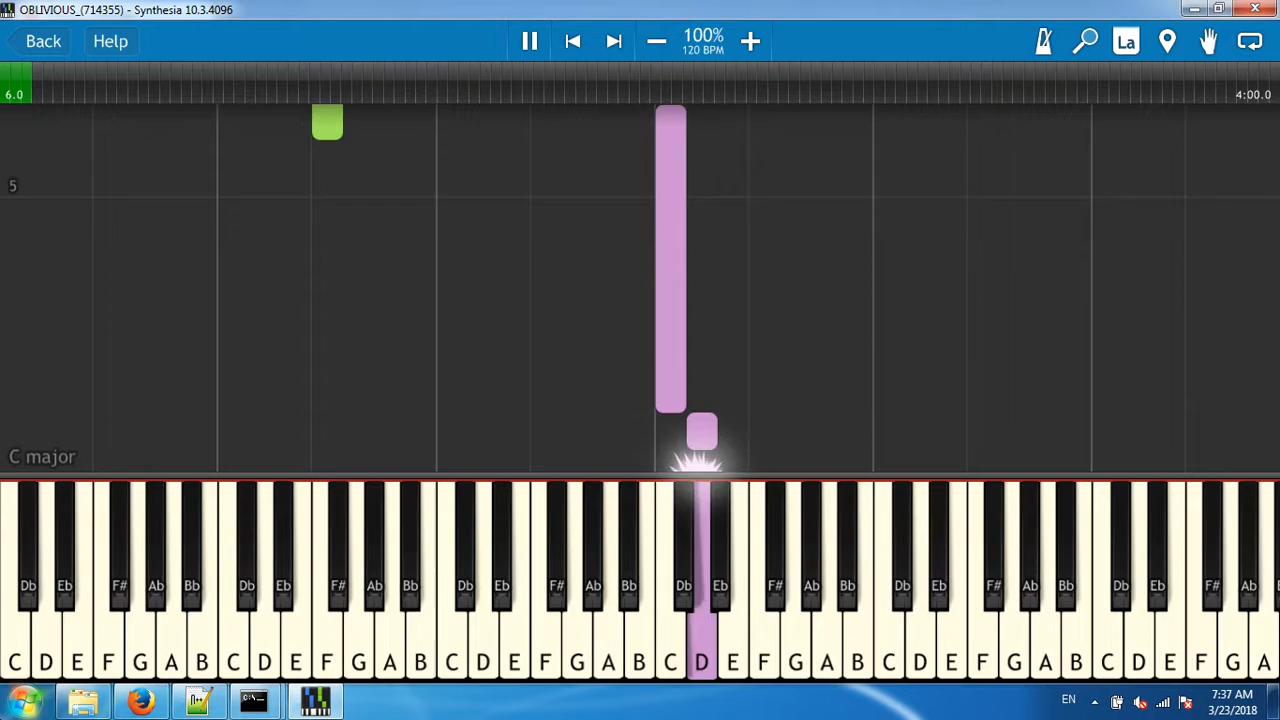 OBLIVIOUS_(714355) - Synthesia 10.3.4096
Back Help 100% La
120 BPM
6.0 4:00.0
5
C major
Db Eb F# Ab Bb Db Eb F# Ab Bb Db Eb F# Ab Bb Db Eb F# Ab Bb Db Eb F# Ab Bb Db Eb F# Ab
C D E F G A B C D E F G A B C D E F G A B C D E F G A B C D E F G A B C D E F G A
EN 7:37 AM
3/23/2018